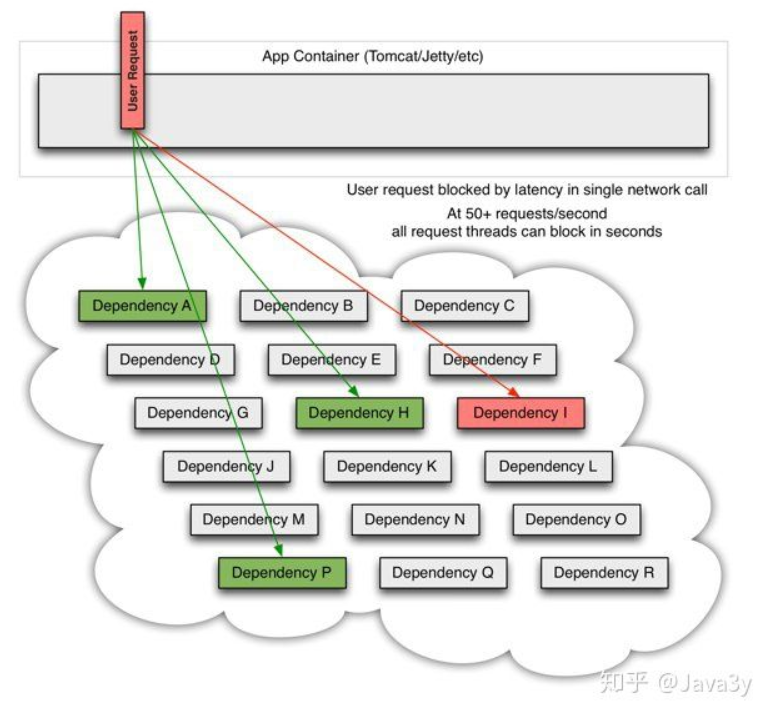 User Request
App Container (Tomcat/Jetty/etc)
User request blocked by latency in single network call
At 50+ requests/second
all request threads can block in seconds
Dependency A
Dependency B
Dependency C
Dependency D
Dependency E
Dependency F
Dependency G
Dependency H
Dependency I
Dependency J
Dependency K
Dependency L
Dependency M
Dependency N
Dependency O
Dependency P
Dependency Q
Dependency R
知乎 @Java3y